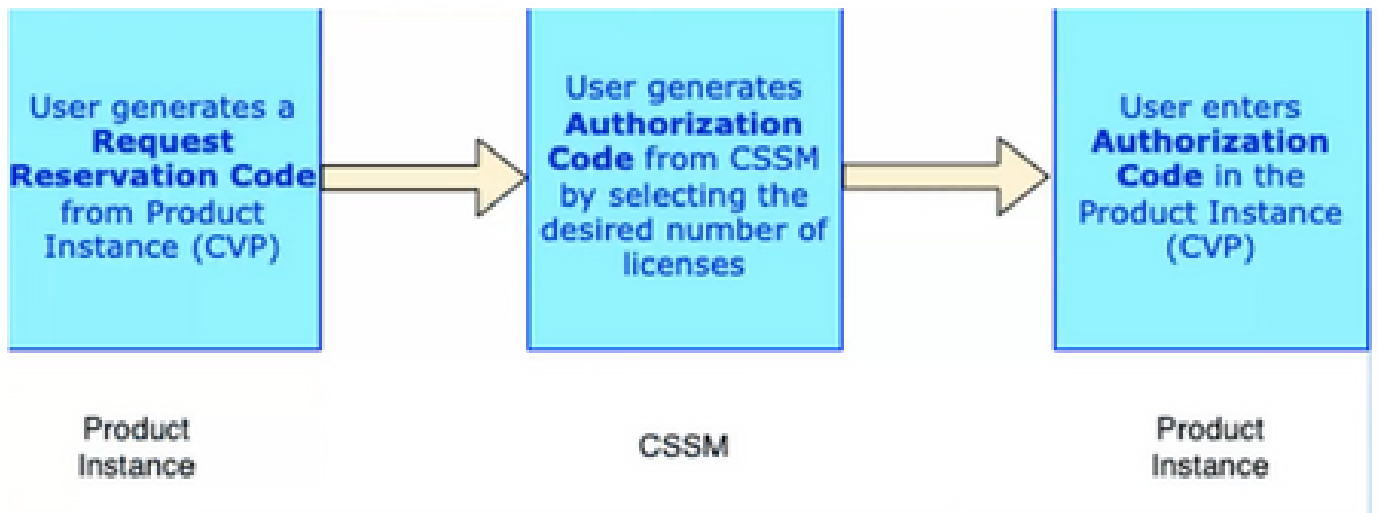 User generates a
Request
Reservation Code
from Product
Instance (CVP)
User generates
Authorization
Code from CSSM
by selecting the
desired number of
licenses
User enters
Authorization
Code in the
Product Instance
(CVP)
Product
Instance
CSSM
Product
Instance